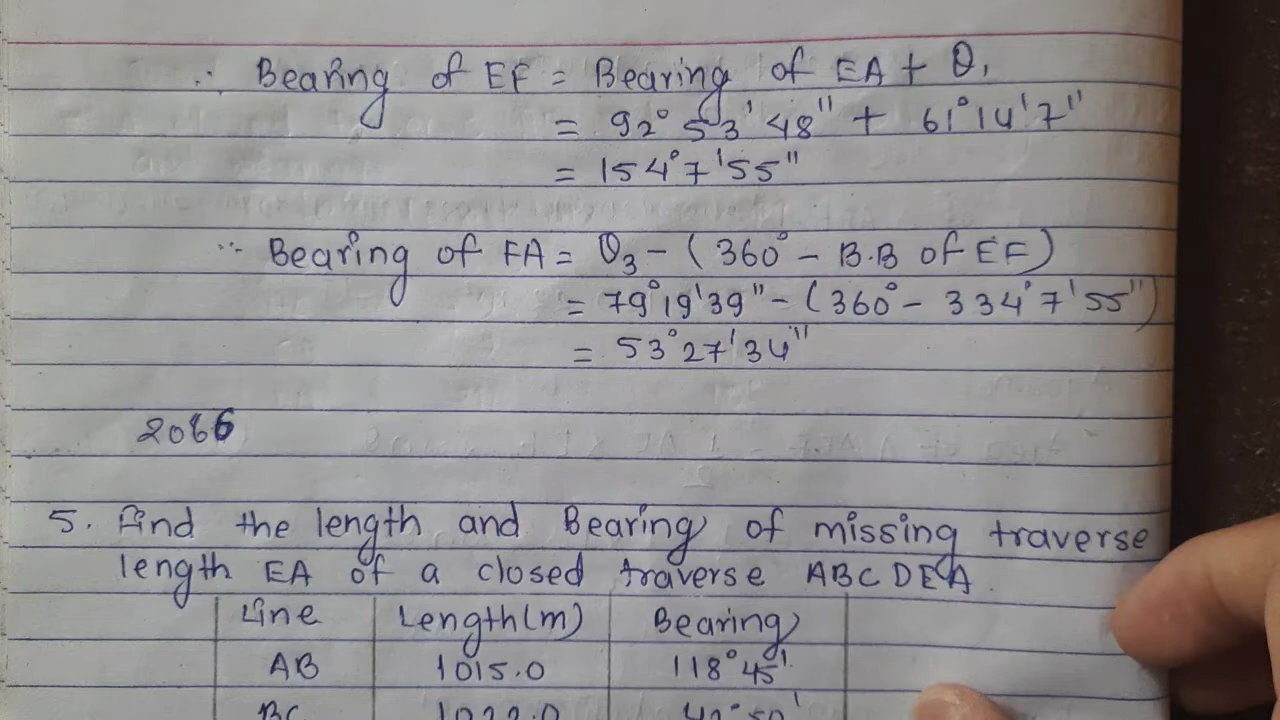 ∴ Bearing of EF = Bearing of EA + θ₁
= 92° 53' 48" + 61° 14' 7"
= 154° 7' 55"
∴ Bearing of FA = θ₃ - (360° - B.B of EF)
= 79° 19' 39" - (360° - 334° 7' 55")
= 53° 27' 34"
2066
5. Find the length and Bearing of missing traverse
length EA of a closed traverse ABCDEA.
Line Length(m) Bearing
AB 1015.0 118° 45'
BC